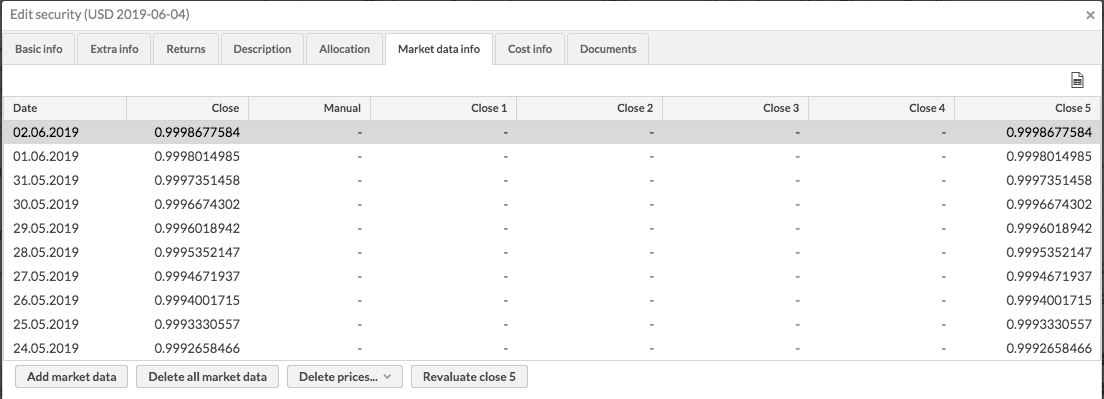 Edit security (USD 2019-06-04) ×
Basic info Extra info Returns Description Allocation Market data info Cost info Documents
Date Close Manual Close 1 Close 2 Close 3 Close 4 Close 5
02.06.2019 0.9998677584 - - - - - 0.9998677584
01.06.2019 0.9998014985 - - - - - 0.9998014985
31.05.2019 0.9997351458 - - - - - 0.9997351458
30.05.2019 0.9996674302 - - - - - 0.9996674302
29.05.2019 0.9996018942 - - - - - 0.9996018942
28.05.2019 0.9995352147 - - - - - 0.9995352147
27.05.2019 0.9994671937 - - - - - 0.9994671937
26.05.2019 0.9994001715 - - - - - 0.9994001715
25.05.2019 0.9993330557 - - - - - 0.9993330557
24.05.2019 0.9992658466 - - - - - 0.9992658466
Add market data Delete all market data Delete prices... Revaluate close 5